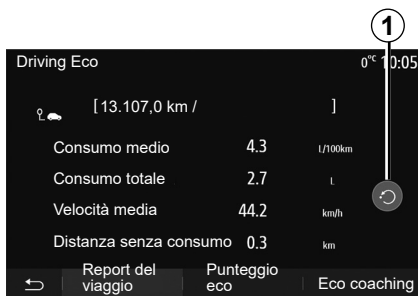 1
Driving Eco 0°C 10:05
[13.107,0 km / ]
Consumo medio 4.3 L/100km
Consumo totale 2.7 L
Velocità media 44.2 km/h
Distanza senza consumo 0.3 km
Report del viaggio
Punteggio eco
Eco coaching